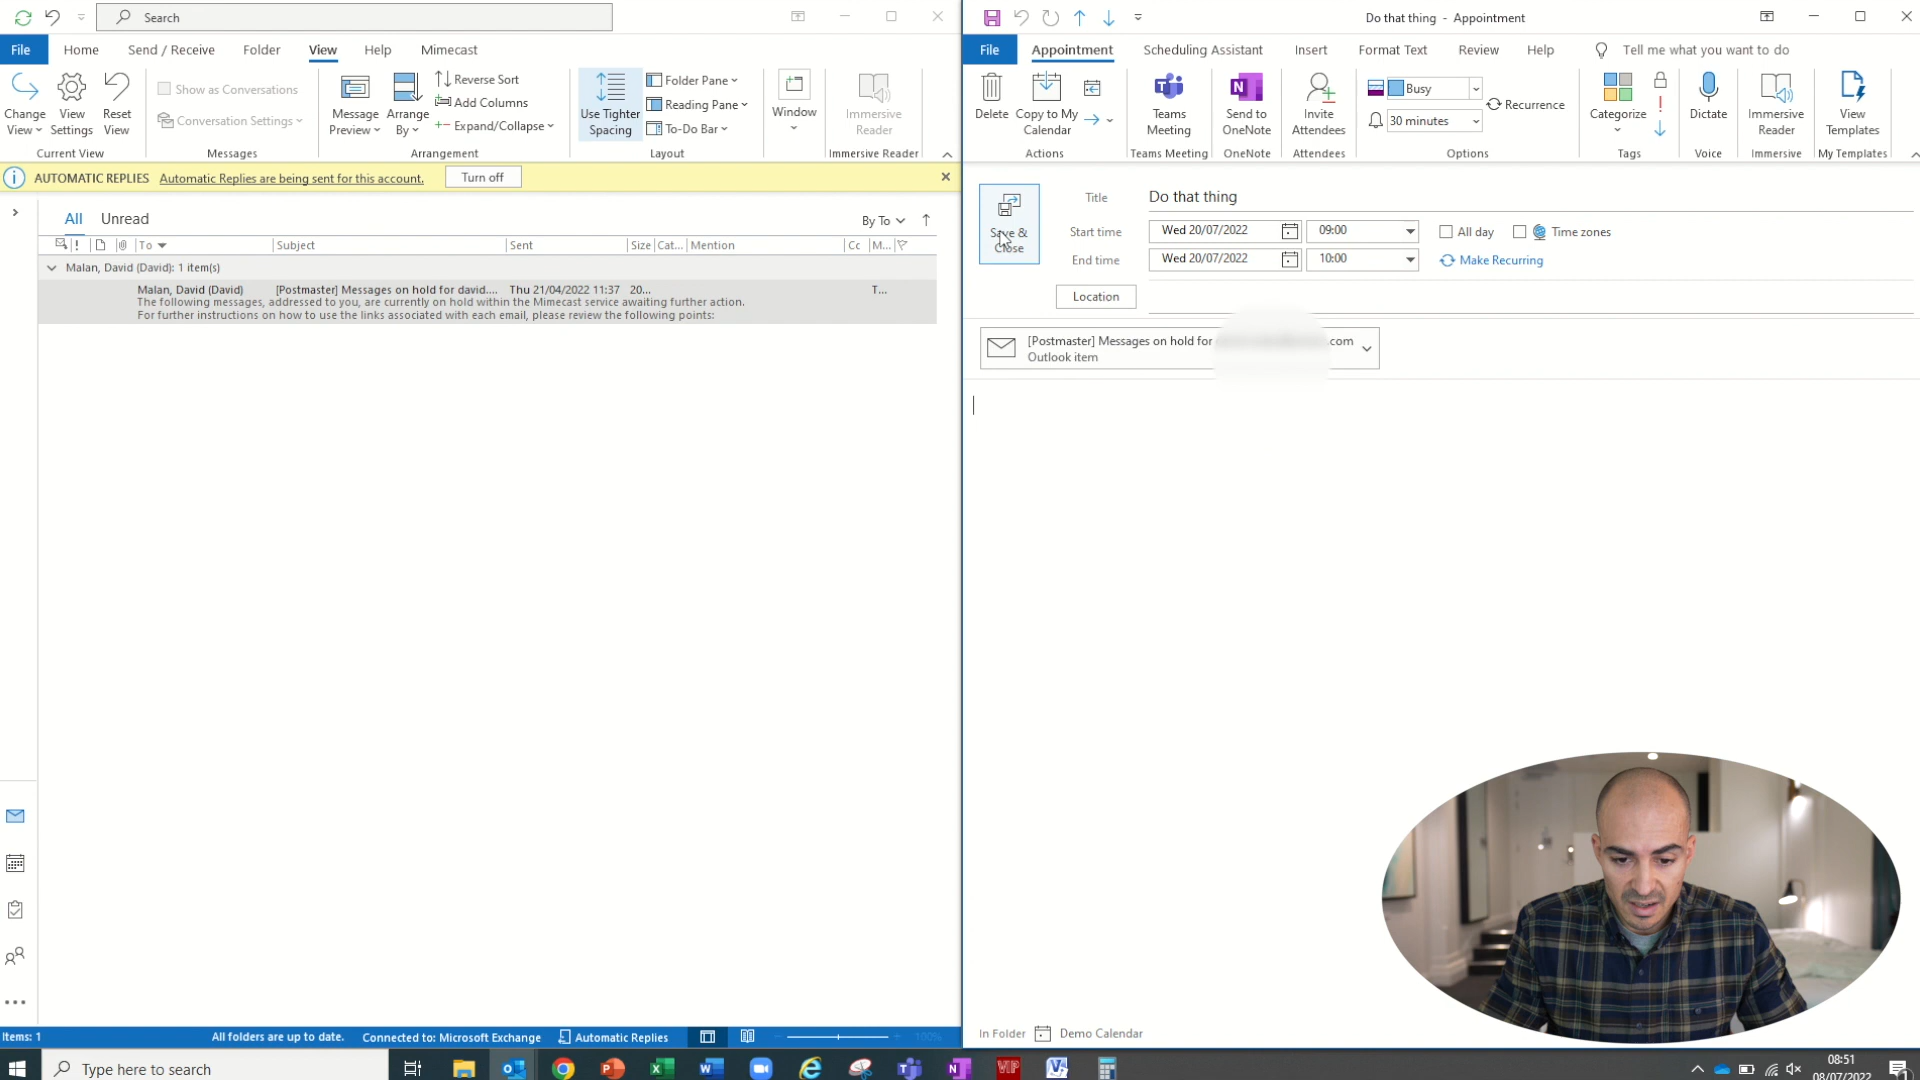 Search
File Home Send / Receive Folder View Help Mimecast
Change View
View Settings
Reset View
Current View
Show as Conversations
Conversation Settings
Messages
Message Preview
Arrange By
Reverse Sort
Add Columns
Expand/Collapse
Arrangement
Use Tighter Spacing
Folder Pane
Reading Pane
To-Do Bar
Layout
Window
Immersive Reader
Immersive Reader
AUTOMATIC REPLIES Automatic Replies are being sent for this account. Turn off
All Unread By To
! To Subject Sent Size Cat... Mention Cc M...
Malan, David (David): 1 item(s)
Malan, David (David) [Postmaster] Messages on hold for david.... Thu 21/04/2022 11:37 20... T...
The following messages, addressed to you, are currently on hold within the Mimecast service awaiting further action.
For further instructions on how to use the links associated with each email, please review the following points:
Items: 1 All folders are up to date. Connected to: Microsoft Exchange Automatic Replies 100%
Do that thing - Appointment
File Appointment Scheduling Assistant Insert Format Text Review Help Tell me what you want to do
Delete
Copy to My Calendar
Actions
Teams Meeting
Teams Meeting
Send to OneNote
OneNote
Invite Attendees
Attendees
Busy
30 minutes
Recurrence
Options
Categorize
Tags
Dictate
Voice
Immersive Reader
Immersive
View Templates
My Templates
Save & Close
Title Do that thing
Start time Wed 20/07/2022 09:00 All day Time zones
End time Wed 20/07/2022 10:00 Make Recurring
Location
[Postmaster] Messages on hold for .com
Outlook item
In Folder Demo Calendar
Type here to search
VIP
08:51
08/07/2022
1